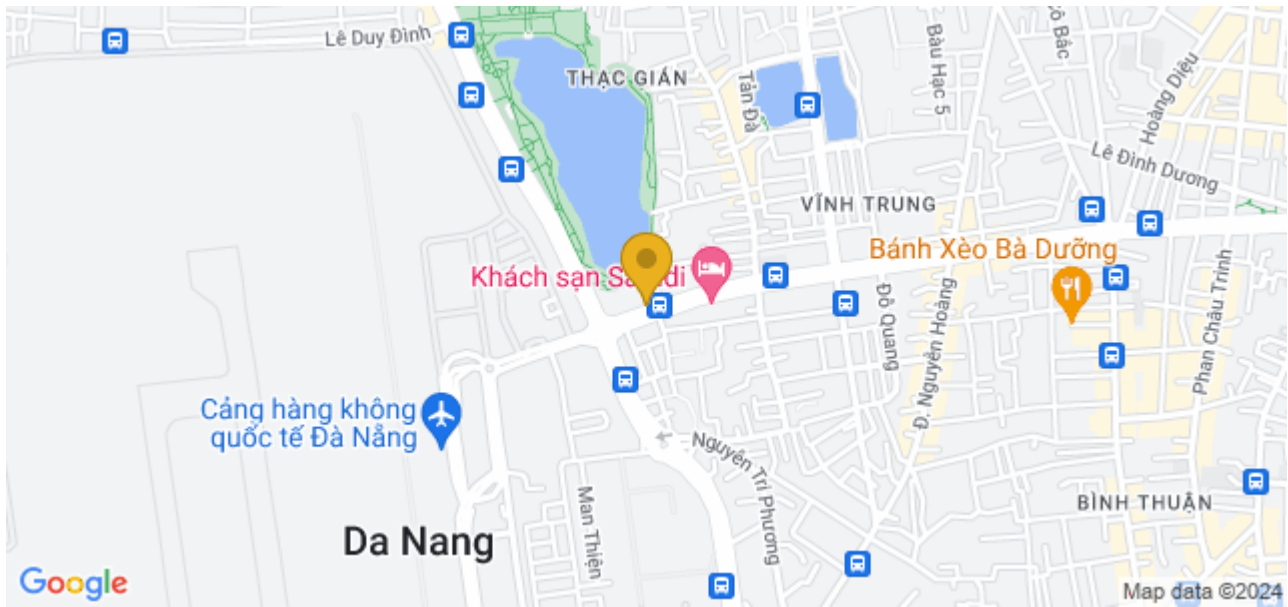 Lê Duy Đình
THẠC GIÁN
Tản Đà
Bàu Hạc 5
Hoàng Diệu
Lê Đình Dương
VĨNH TRUNG
Bánh Xèo Bà Dưỡng
Khách sạn
Đỗ Quang
Đ. Nguyễn Hoàng
Phan Châu Trinh
Cảng hàng không
quốc tế Đà Nẵng
Nguyễn Tri Phương
Man Thiện
BÌNH THUẬN
Da Nang
Google
Map data ©2024